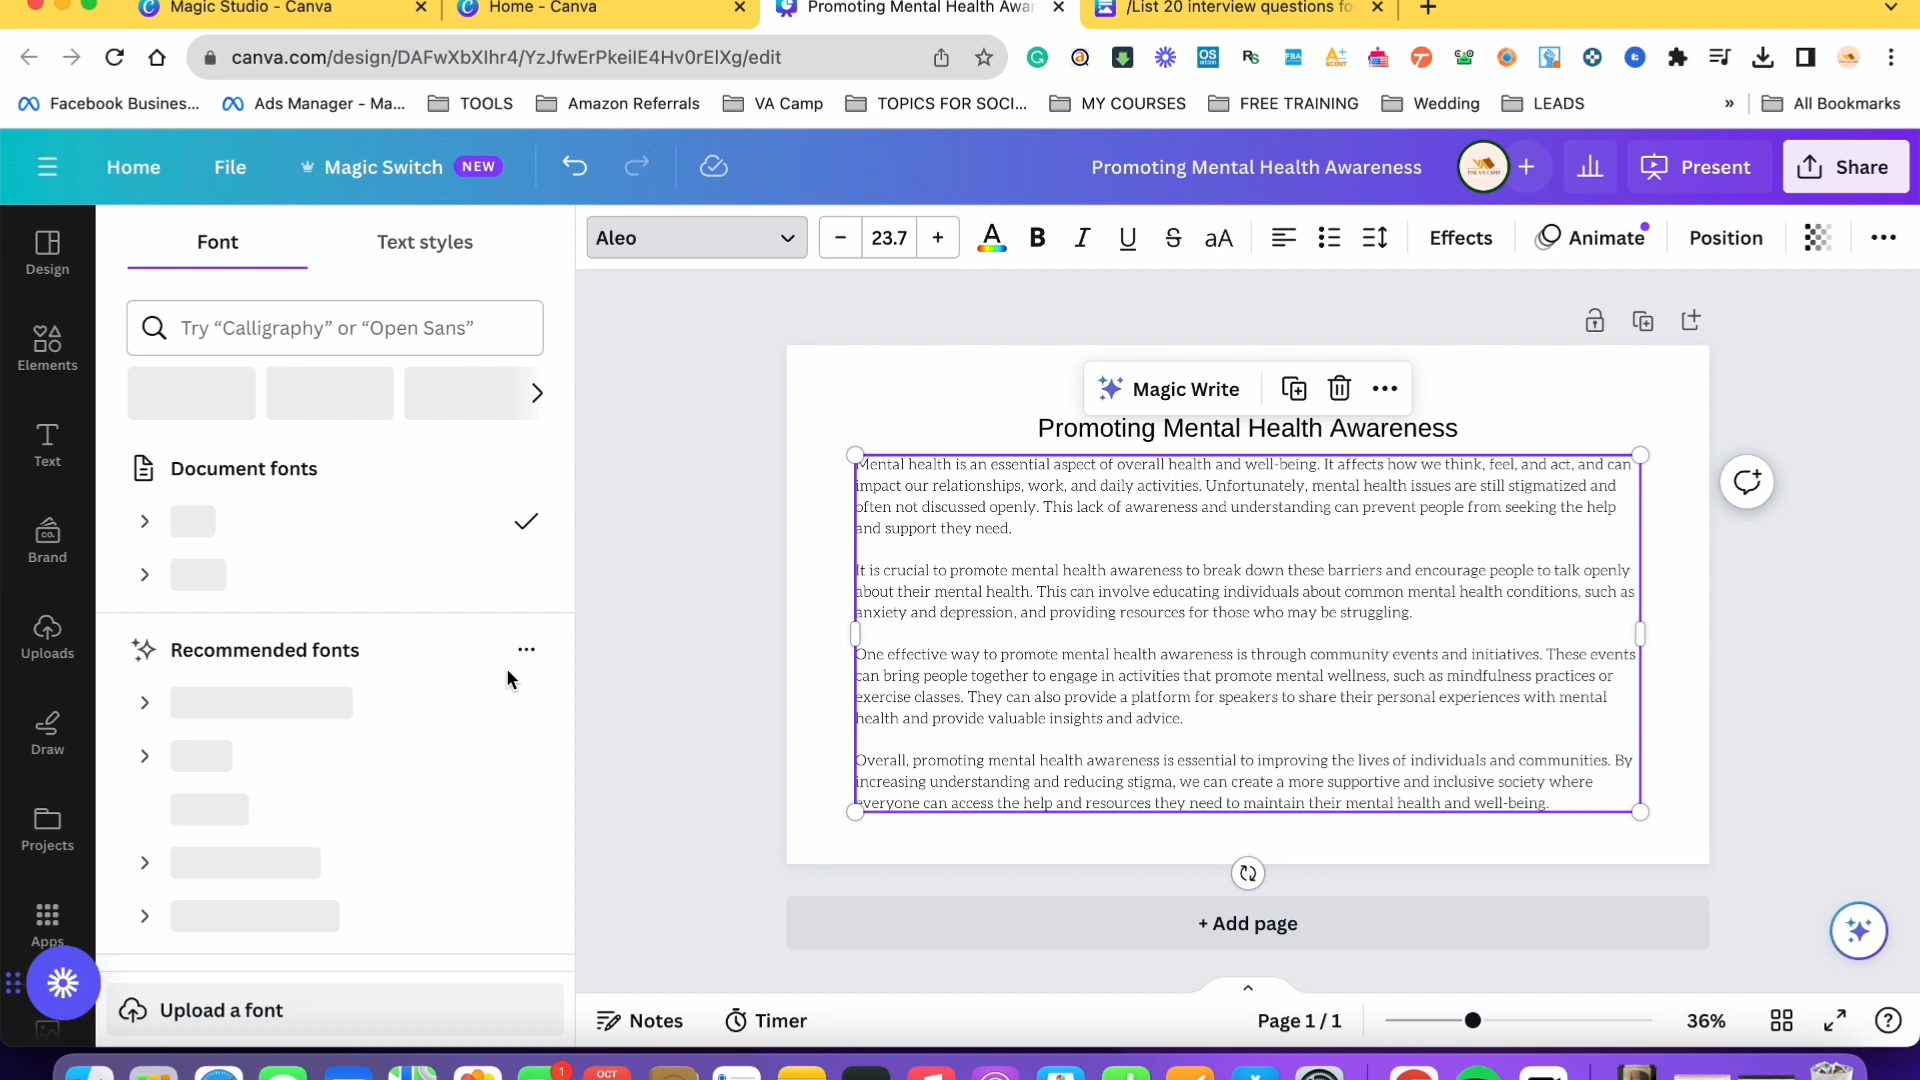 Magic Studio - Canva
Home - Canva
Promoting Mental Health Awar
/List 20 interview questions fo
canva.com/design/DAFwXbXIhr4/YzJfwErPkeiIE4Hv0rEIXg/edit
Facebook Business...
Ads Manager - Ma...
TOOLS
Amazon Referrals
VA Camp
TOPICS FOR SOCI...
MY COURSES
FREE TRAINING
Wedding
LEADS
»
All Bookmarks
Home
File
Magic Switch
NEW
Promoting Mental Health Awareness
Present
Share
Design
Elements
Text
Brand
Uploads
Draw
Projects
Apps
Font
Text styles
Try “Calligraphy” or “Open Sans”
Document fonts
Recommended fonts
Upload a font
Aleo
23.7
A B I U S aA
Effects
Animate
Position
Magic Write
Promoting Mental Health Awareness
Mental health is an essential aspect of overall health and well-being. It affects how we think, feel, and act, and can
impact our relationships, work, and daily activities. Unfortunately, mental health issues are still stigmatized and
often not discussed openly. This lack of awareness and understanding can prevent people from seeking the help
and support they need.
It is crucial to promote mental health awareness to break down these barriers and encourage people to talk openly
about their mental health. This can involve educating individuals about common mental health conditions, such as
anxiety and depression, and providing resources for those who may be struggling.
One effective way to promote mental health awareness is through community events and initiatives. These events
can bring people together to engage in activities that promote mental wellness, such as mindfulness practices or
exercise classes. They can also provide a platform for speakers to share their personal experiences with mental
health and provide valuable insights and advice.
Overall, promoting mental health awareness is essential to improving the lives of individuals and communities. By
increasing understanding and reducing stigma, we can create a more supportive and inclusive society where
everyone can access the help and resources they need to maintain their mental health and well-being.
+ Add page
Notes
Timer
Page 1 / 1
36%
1
OCT